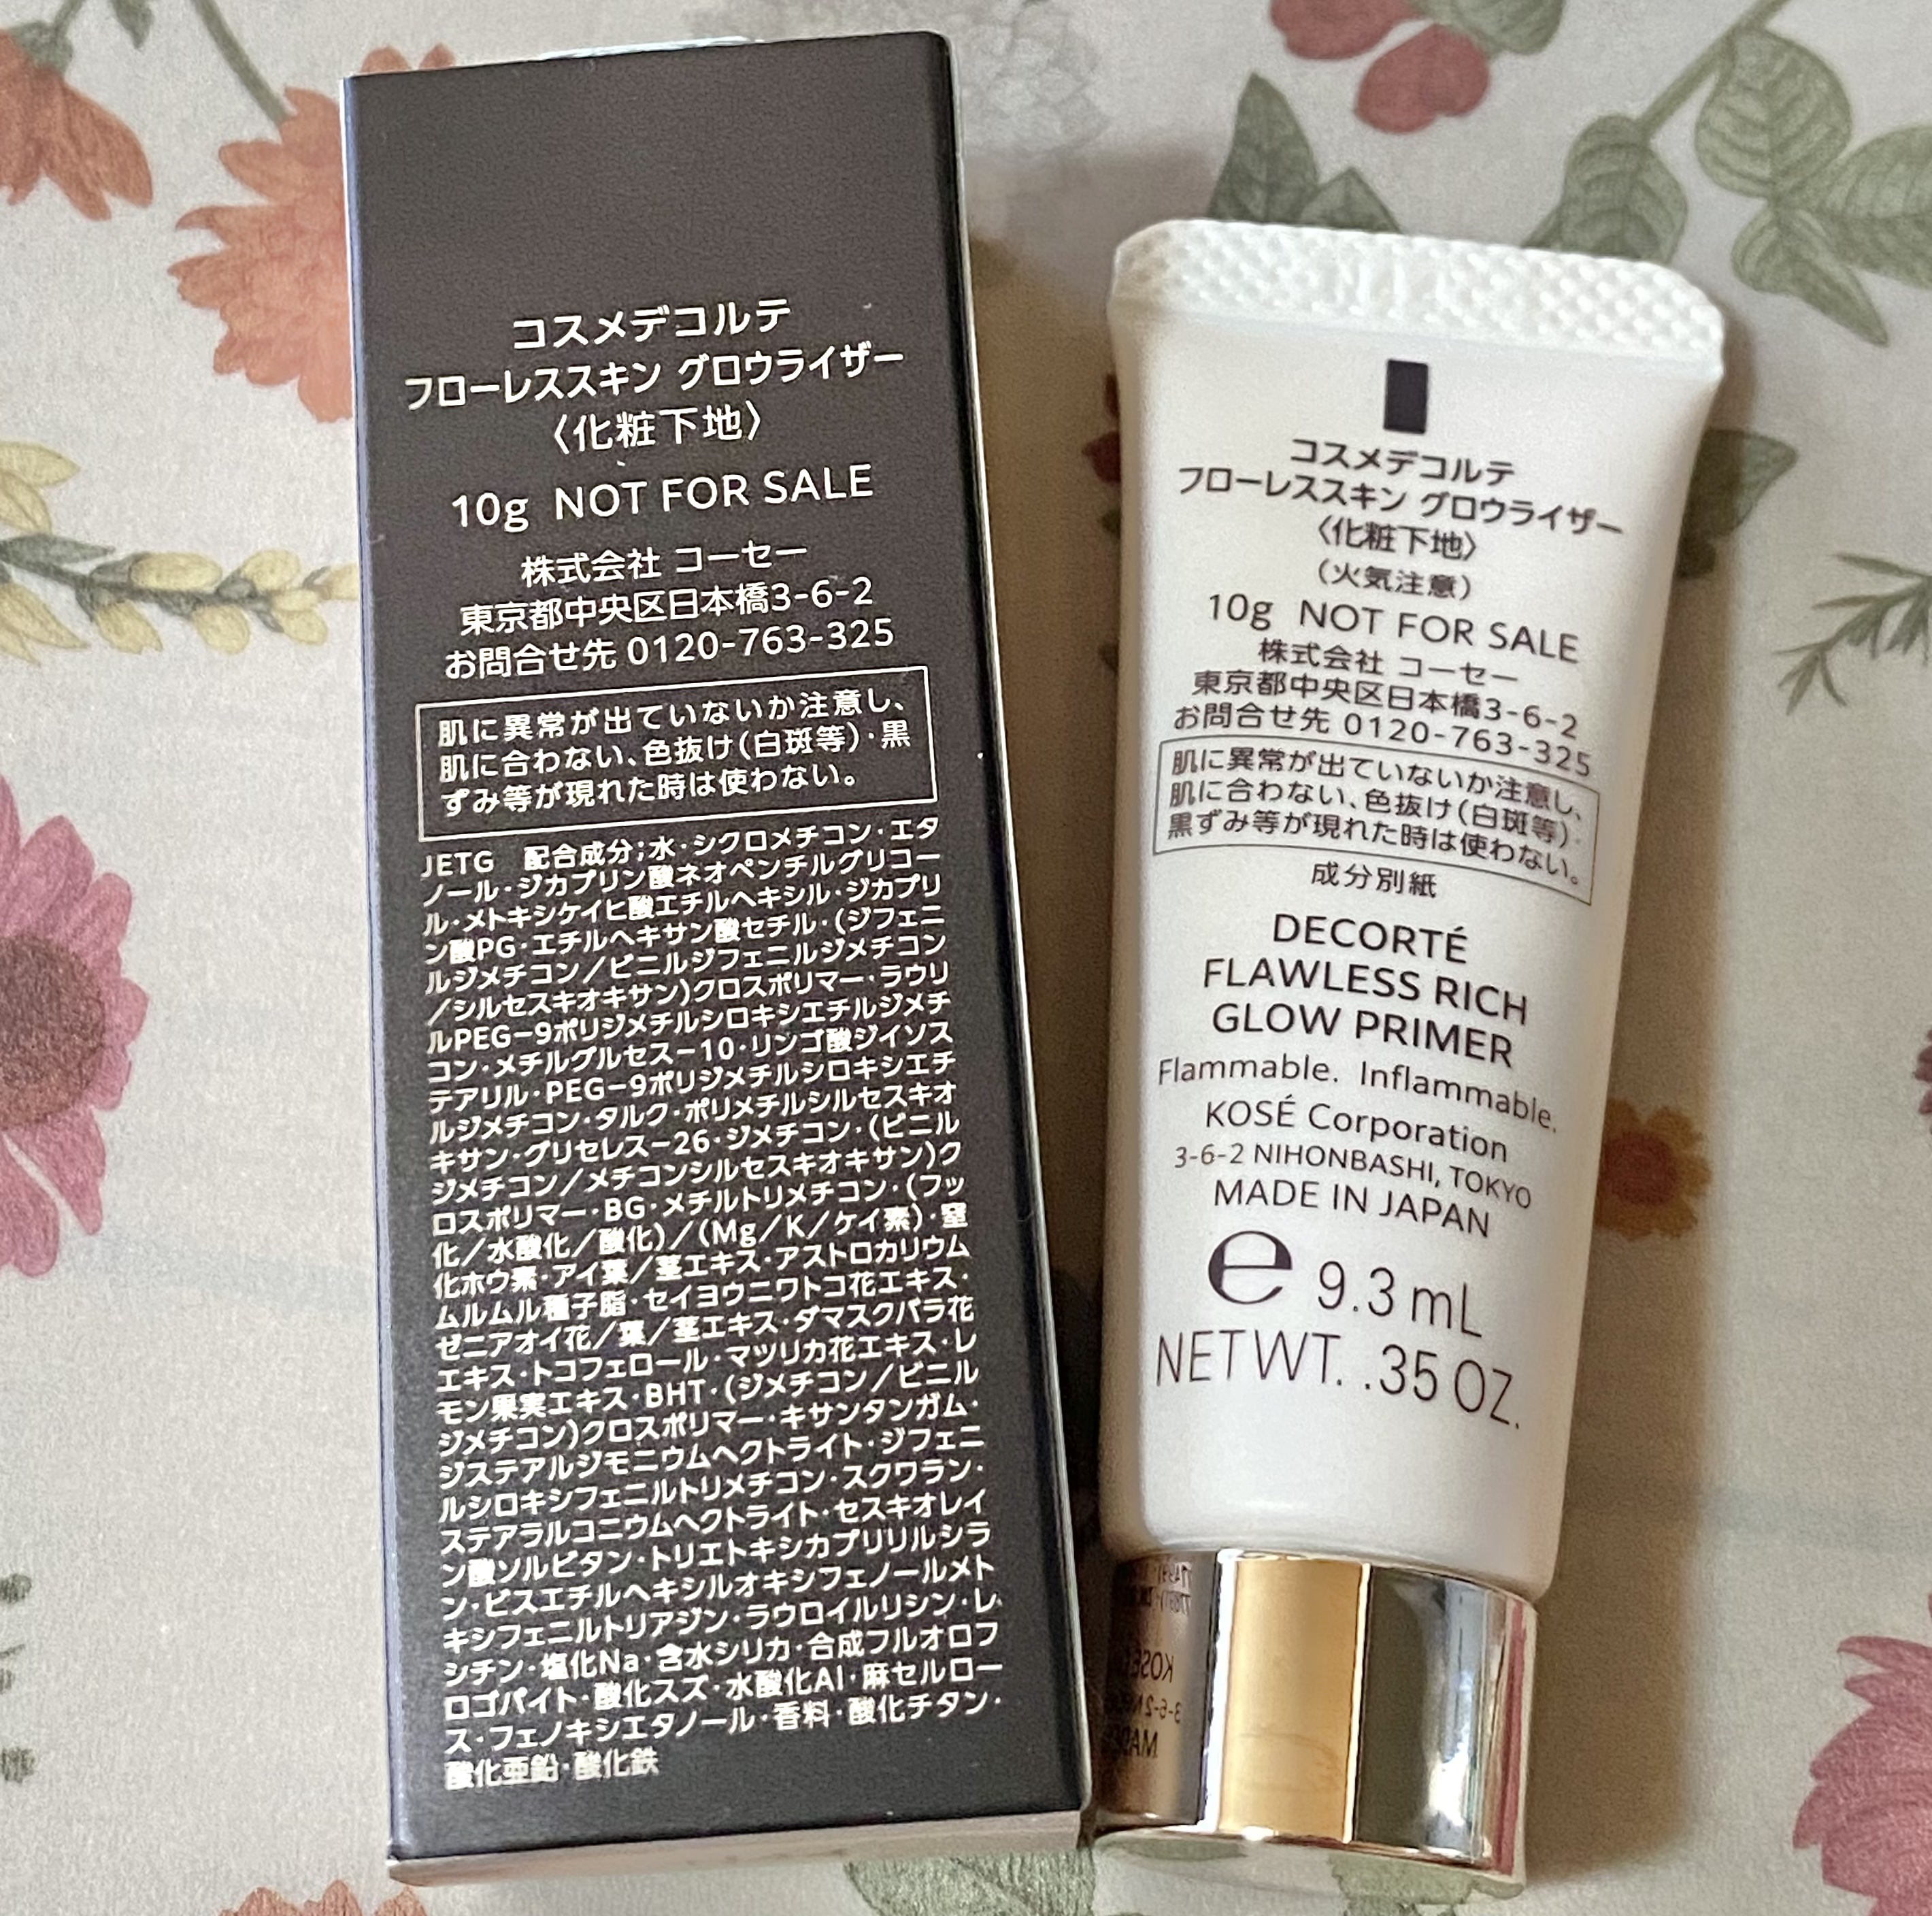 コスメデコルテ
フローレススキン グロウライザー
〈化粧下地〉
10g NOT FOR SALE
株式会社 コーセー
東京都中央区日本橋3-6-2
お問合せ先 0120-763-325
肌に異常が出ていないか注意し、
肌に合わない、色抜け(白斑等)・黒
ずみ等が現れた時は使わない。
JETG 配合成分;水・シクロメチコン・エタ
ノール・ジカプリン酸ネオペンチルグリコー
ル・メトキシケイヒ酸エチルヘキシル・ジカプリ
ン酸PG・エチルヘキサン酸セチル・(ジフェニ
ルジメチコン/ビニルジフェニルジメチコン
/シルセスキオキサン)クロスポリマー・ラウリ
ルPEG-9ポリジメチルシロキシエチルジメチ
コン・メチルグルセス-10・リンゴ酸ジイソス
テアリル・PEG-9ポリジメチルシロキシエチ
ルジメチコン・タルク・ポリメチルシルセスキオ
キサン・グリセレス-26・ジメチコン・(ビニル
ジメチコン/メチコンシルセスキオキサン)ク
ロスポリマー・BG・メチルトリメチコン・(フッ
化/水酸化/酸化)/(Mg/K/ケイ素)・窒
化ホウ素・アイ葉/茎エキス・アストロカリウム
ムルムル種子脂・セイヨウニワトコ花エキス・
ゼニアオイ花/葉/茎エキス・ダマスクバラ花
エキス・トコフェロール・マツリカ花エキス・レ
モン果実エキス・BHT・(ジメチコン/ビニル
ジメチコン)クロスポリマー・キサンタンガム・
ジステアルジモニウムヘクトライト・ジフェニ
ルシロキシフェニルトリメチコン・スクワラン・
ステアラルコニウムヘクトライト・セスキオレイ
ン酸ソルビタン・トリエトキシカプリリルシラ
ン・ビスエチルヘキシルオキシフェノールメト
キシフェニルトリアジン・ラウロイルリシン・レ
シチン・塩化Na・含水シリカ・合成フルオロフ
ロゴパイト・酸化スズ・水酸化Al・麻セルロー
ス・フェノキシエタノール・香料・酸化チタン・
酸化亜鉛・酸化鉄
コスメデコルテ
フローレススキン グロウライザー
〈化粧下地〉
(火気注意)
10g NOT FOR SALE
株式会社 コーセー
東京都中央区日本橋3-6-2
お問合せ先 0120-763-325
肌に異常が出ていないか注意し、
肌に合わない、色抜け(白斑等)・
黒ずみ等が現れた時は使わない。
成分別紙
DECORTÉ
FLAWLESS RICH
GLOW PRIMER
Flammable. Inflammable.
KOSÉ Corporation
3-6-2 NIHONBASHI, TOKYO
MADE IN JAPAN
e 9.3 mL
NET WT. .35 OZ.